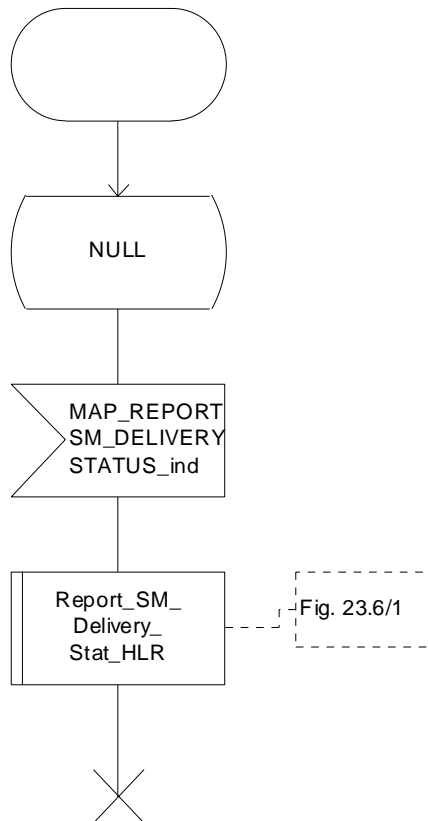 NULL
MAP_REPORT
SM_DELIVERY
STATUS_ind
Report_SM_
Delivery_
Stat_HLR
Fig. 23.6/1